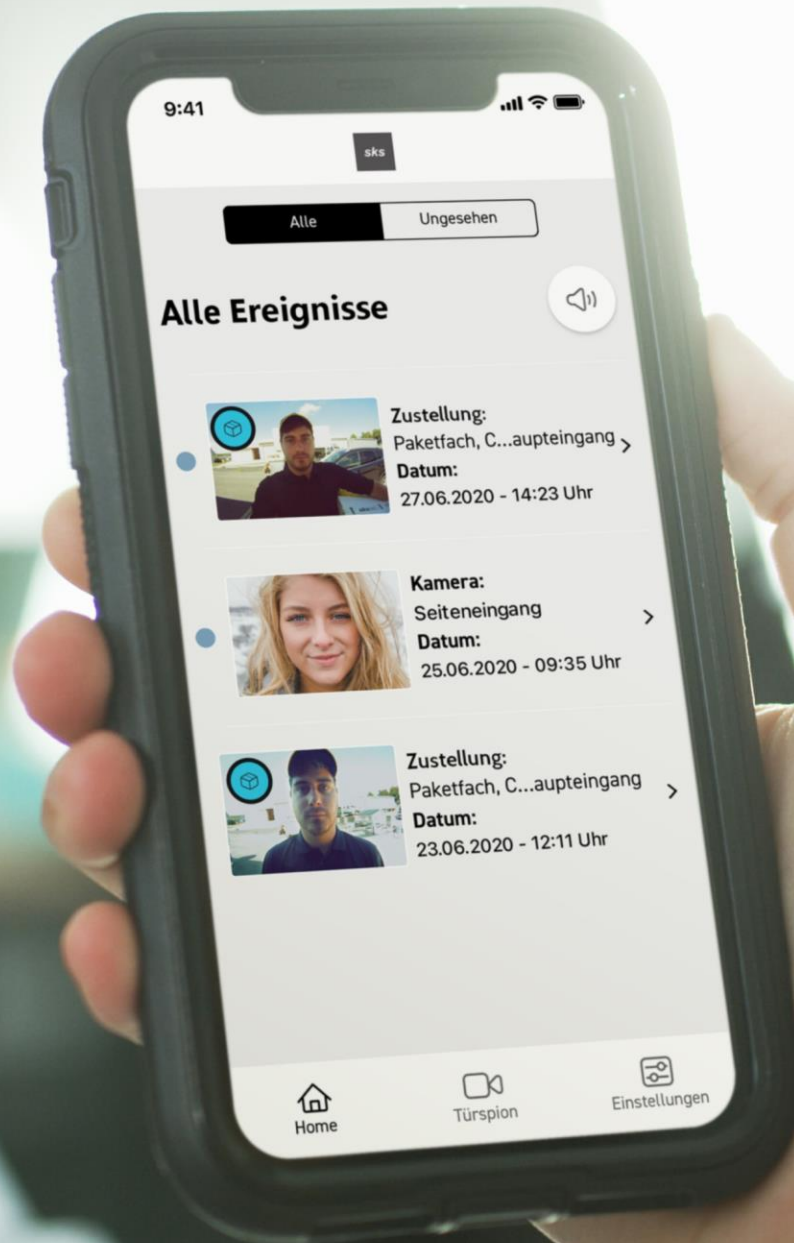 9:41
sks
Alle
Ungesehen
Alle Ereignisse
Zustellung:
Paketfach, C...aupteingang
Datum:
27.06.2020 - 14:23 Uhr
Kamera:
Seiteneingang
Datum:
25.06.2020 - 09:35 Uhr
Zustellung:
Paketfach, C...aupteingang
Datum:
23.06.2020 - 12:11 Uhr
Home
Türspion
Einstellungen